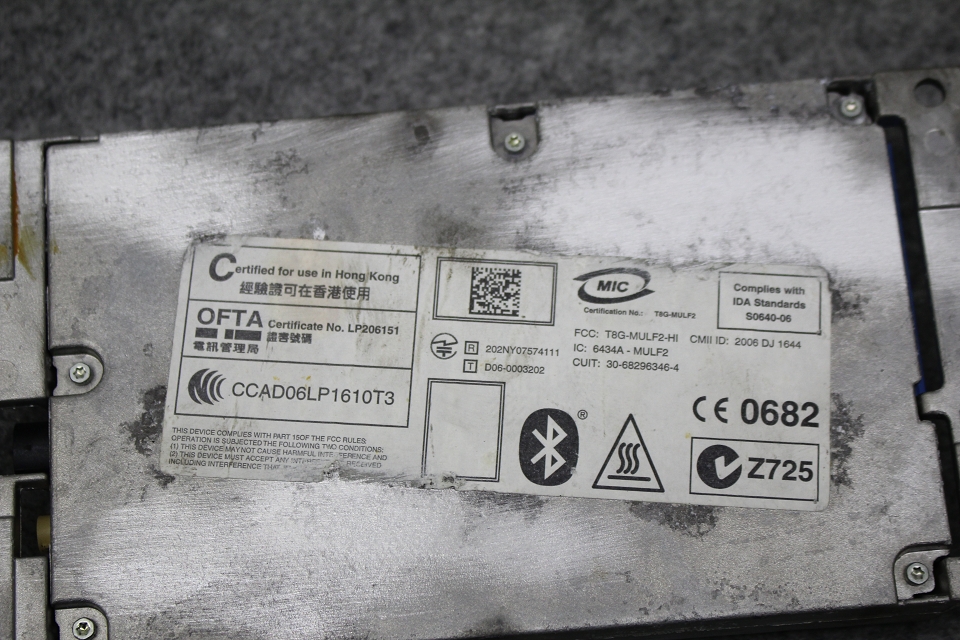 Certified for use in Hong Kong
經驗證可在香港使用
OFTA Certificate No. LP206151
電訊管理局 證書號碼
CCAD06LP1610T3
THIS DEVICE COMPLIES WITH PART 15OF THE FCC RULES;
OPERATION IS SUBJECTED THE FOLLOWING TWO CONDITIONS:
(1) THIS DEVICE MAY NOT CAUSE HARMFUL INTERFERENCE AND
(2) THIS DEVICE MUST ACCEPT ANY RECEIVED
INCLUDING INTERFERENCE THAT
R 202NY07574111
T D06-0003202
MIC
Certification No.: T8G-MULF2
FCC: T8G-MULF2-HI
IC: 6434A - MULF2
CUIT: 30-68296346-4
Complies with
IDA Standards
S0640-06
CMII ID: 2006 DJ 1644
®
CE 0682
Z725